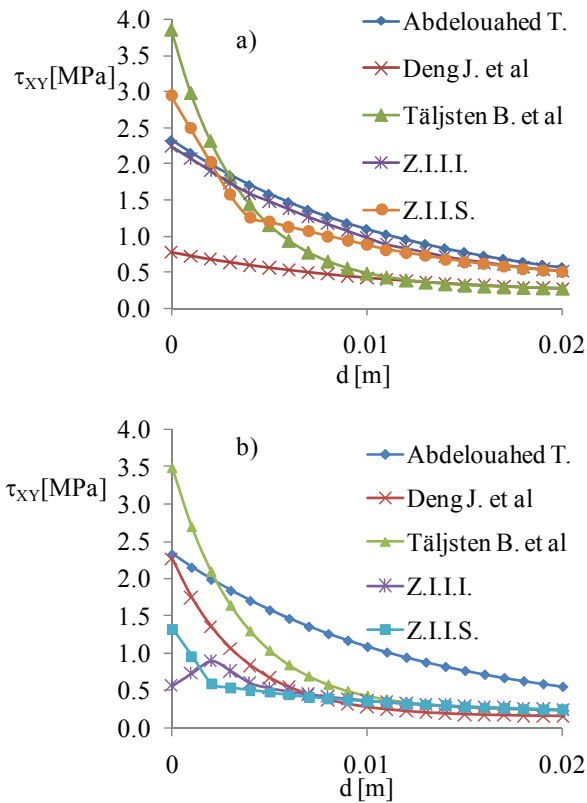 a)
τXY[MPa]
4.0
3.5
3.0
2.5
2.0
1.5
1.0
0.5
0.0
0
0.01
0.02
d [m]
Abdelouahed T.
Deng J. et al
Täljsten B. et al
Z.I.I.I.
Z.I.I.S.
b)
τXY[MPa]
4.0
3.5
3.0
2.5
2.0
1.5
1.0
0.5
0.0
0
0.01
0.02
d [m]
Abdelouahed T.
Deng J. et al
Täljsten B. et al
Z.I.I.I.
Z.I.I.S.